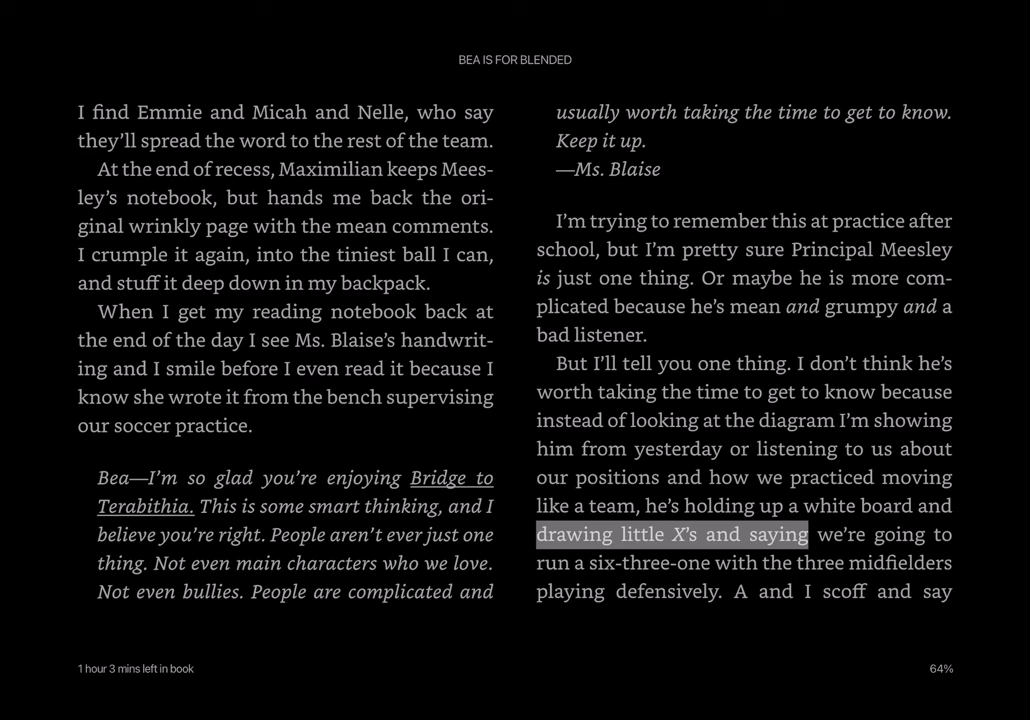 BEA IS FOR BLENDED
I find Emmie and Micah and Nelle, who say
they’ll spread the word to the rest of the team.
At the end of recess, Maximilian keeps Mees-
ley’s notebook, but hands me back the ori-
ginal wrinkly page with the mean comments.
I crumple it again, into the tiniest ball I can,
and stuff it deep down in my backpack.
When I get my reading notebook back at
the end of the day I see Ms. Blaise’s handwrit-
ing and I smile before I even read it because I
know she wrote it from the bench supervising
our soccer practice.
Bea—I’m so glad you’re enjoying Bridge to
Terabithia. This is some smart thinking, and I
believe you’re right. People aren’t ever just one
thing. Not even main characters who we love.
Not even bullies. People are complicated and
usually worth taking the time to get to know.
Keep it up.
—Ms. Blaise
I’m trying to remember this at practice after
school, but I’m pretty sure Principal Meesley
is just one thing. Or maybe he is more com-
plicated because he’s mean and grumpy and a
bad listener.
But I’ll tell you one thing. I don’t think he’s
worth taking the time to get to know because
instead of looking at the diagram I’m showing
him from yesterday or listening to us about
our positions and how we practiced moving
like a team, he’s holding up a white board and
drawing little X’s and saying we’re going to
run a six-three-one with the three midfielders
playing defensively. A and I scoff and say
1 hour 3 mins left in book
64%